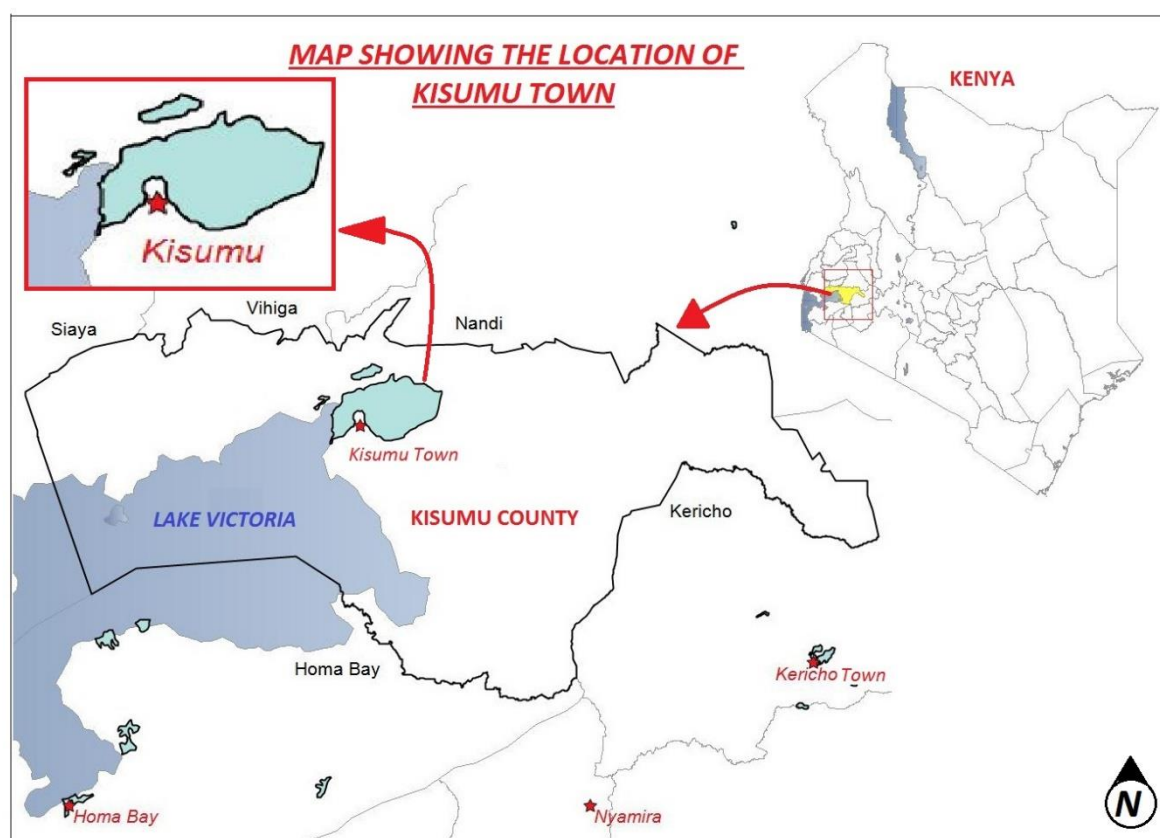 MAP SHOWING THE LOCATION OF
KISUMU TOWN
KENYA
Kisumu
Siaya
Vihiga
Nandi
Kisumu Town
LAKE VICTORIA
KISUMU COUNTY
Kericho
Homa Bay
Kericho Town
Homa Bay
Nyamira
N